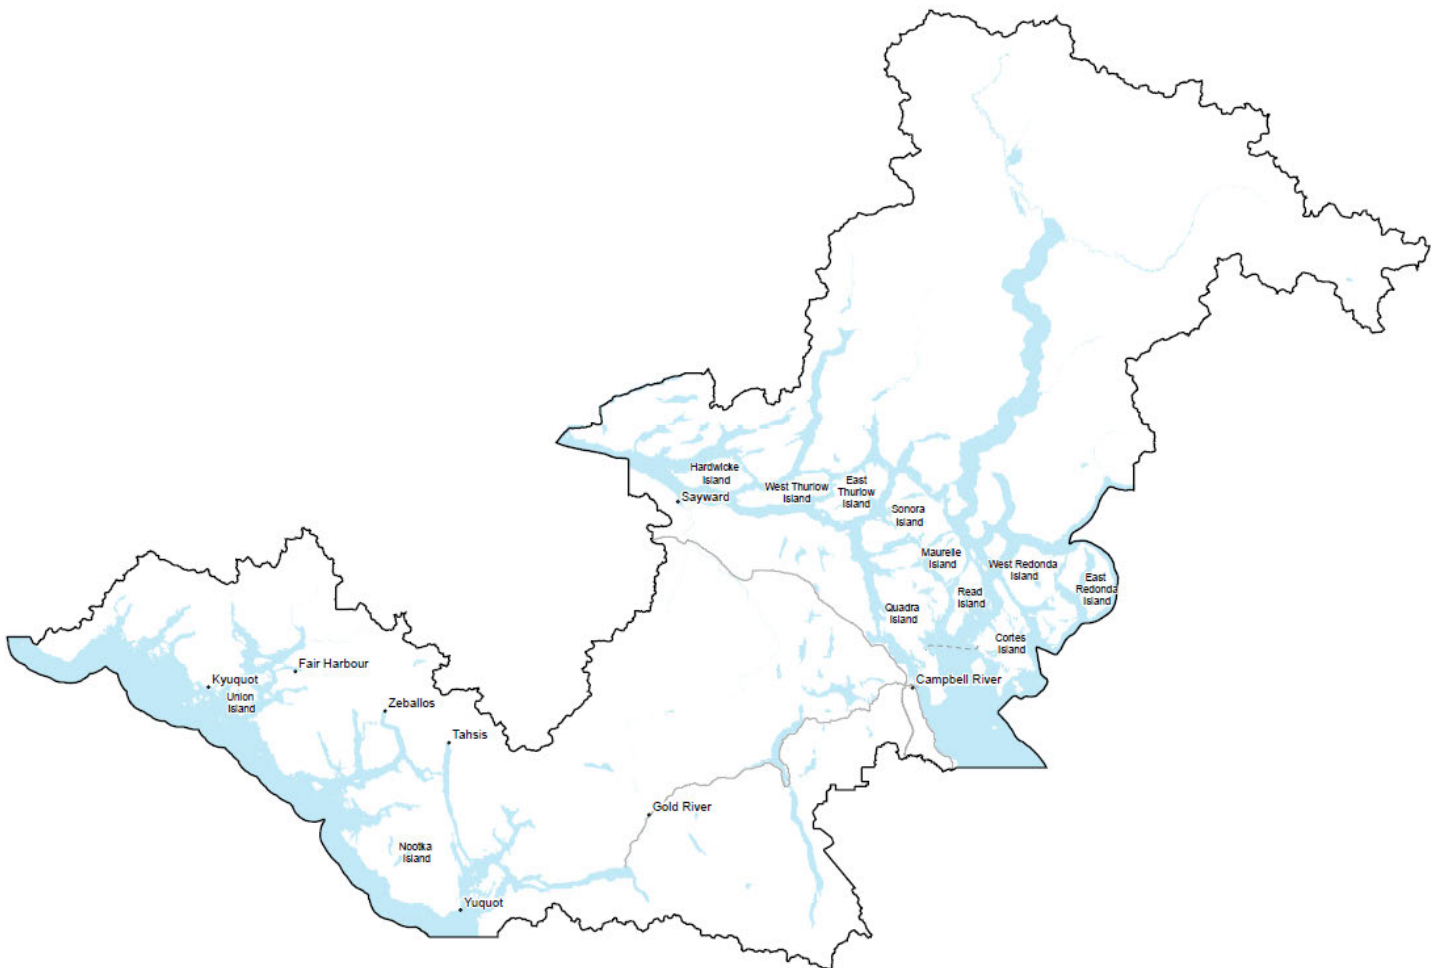 Hardwicke
Island
Sayward
West Thurlow
Island
East
Thurlow
Island
Sonora
Island
Maurelle
Island
West Redonda
Island
East
Redonda
Island
Read
Island
Quadra
Island
Cortes
Island
Campbell River
Fair Harbour
Kyuquot
Union
Island
Zeballos
Tahsis
Gold River
Nootka
Island
Yuquot